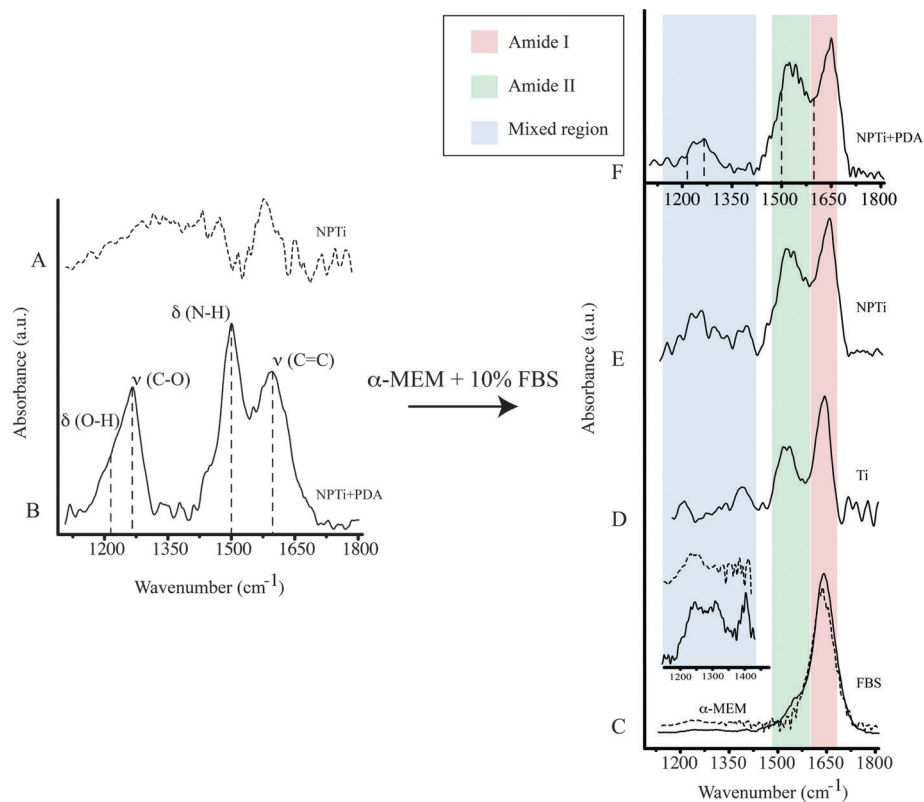 Amide I
Amide II
Mixed region
NPTi+PDA
F
1200 1350 1500 1650 1800
A
NPTi
δ (N-H)
ν (C=C)
ν (C-O)
δ (O-H)
B
NPTi+PDA
Absorbance (a.u.)
1200 1350 1500 1650 1800
Wavenumber (cm⁻¹)
α-MEM + 10% FBS
NPTi
E
Absorbance (a.u.)
Ti
D
1200 1300 1400
FBS
α-MEM
C
1200 1350 1500 1650 1800
Wavenumber (cm⁻¹)